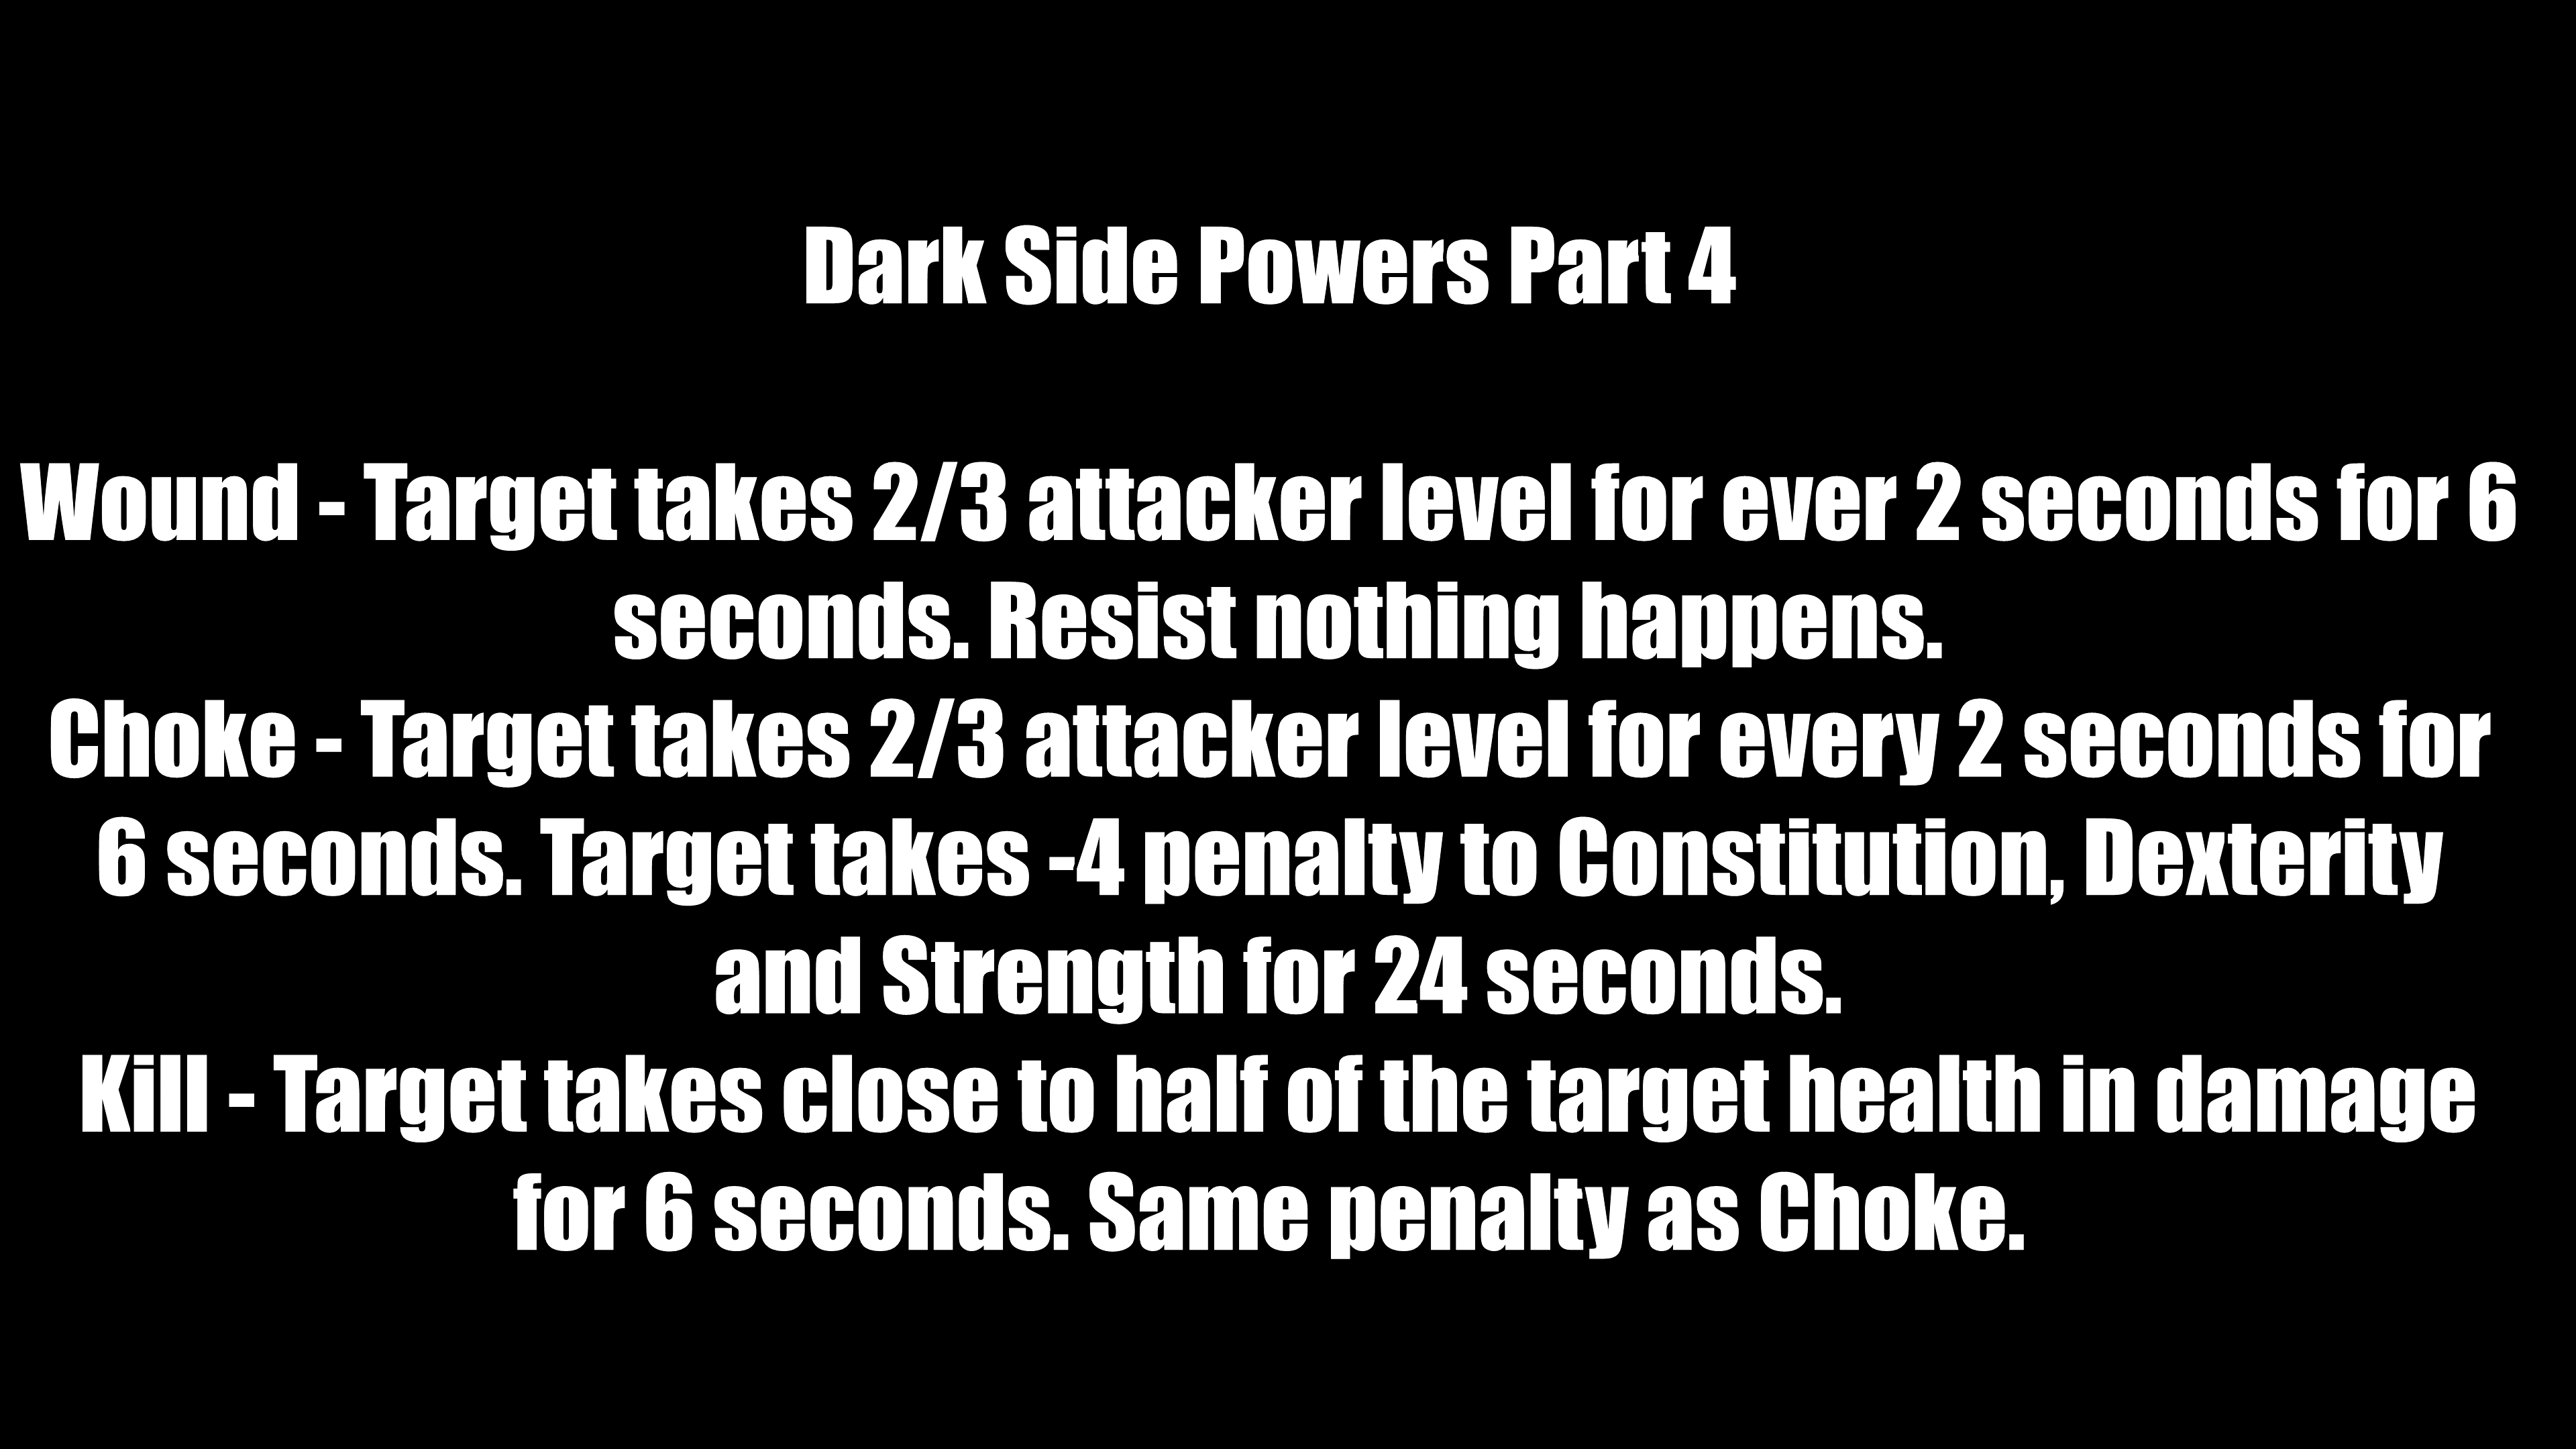 Dark Side Powers Part 4
Wound - Target takes 2/3 attacker level for ever 2 seconds for 6
seconds. Resist nothing happens.
Choke - Target takes 2/3 attacker level for every 2 seconds for
6 seconds. Target takes -4 penalty to Constitution, Dexterity
and Strength for 24 seconds.
Kill - Target takes close to half of the target health in damage
for 6 seconds. Same penalty as Choke.